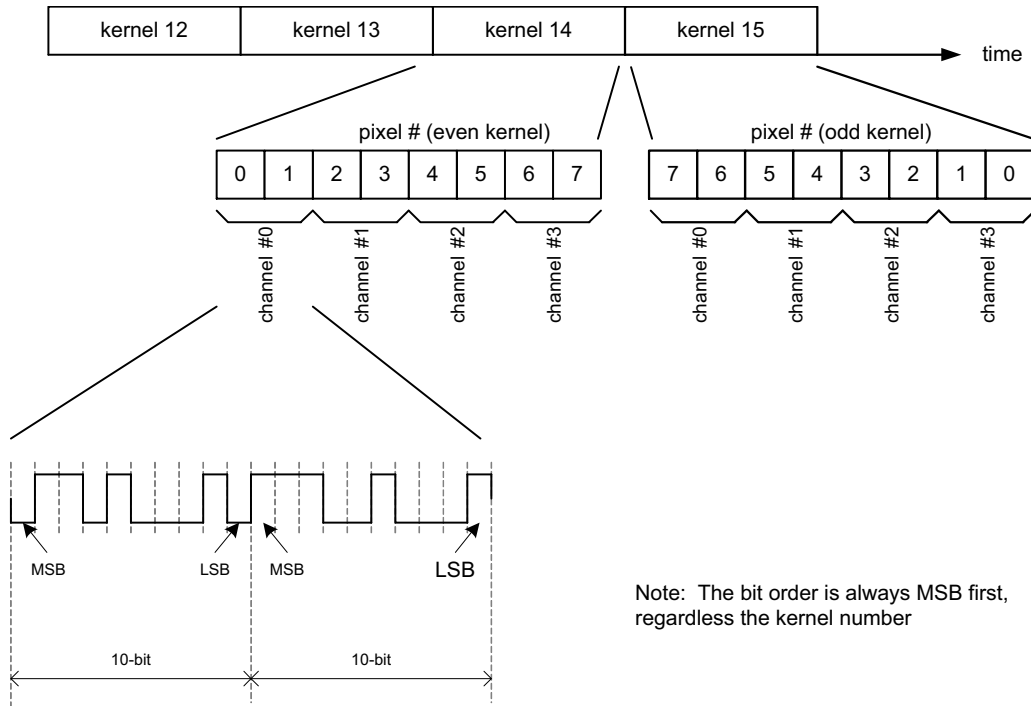 kernel 12 kernel 13 kernel 14 kernel 15
time
pixel # (even kernel) pixel # (odd kernel)
0 1 2 3 4 5 6 7 7 6 5 4 3 2 1 0
channel #0 channel #1 channel #2 channel #3 channel #0 channel #1 channel #2 channel #3
MSB LSB MSB LSB
Note: The bit order is always MSB first,
regardless the kernel number
10-bit 10-bit